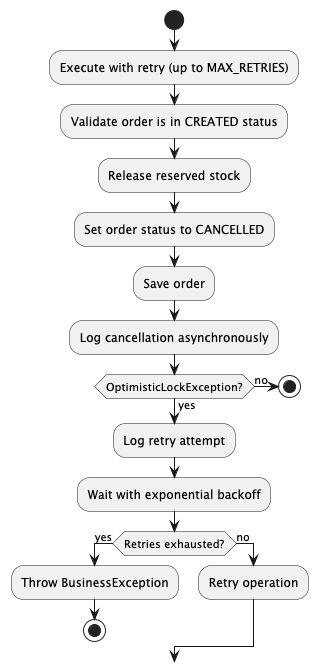 Execute with retry (up to MAX_RETRIES)
Validate order is in CREATED status
Release reserved stock
Set order status to CANCELLED
Save order
Log cancellation asynchronously
OptimisticLockException?
no
yes
Log retry attempt
Wait with exponential backoff
yes
Retries exhausted?
no
Throw BusinessException
Retry operation